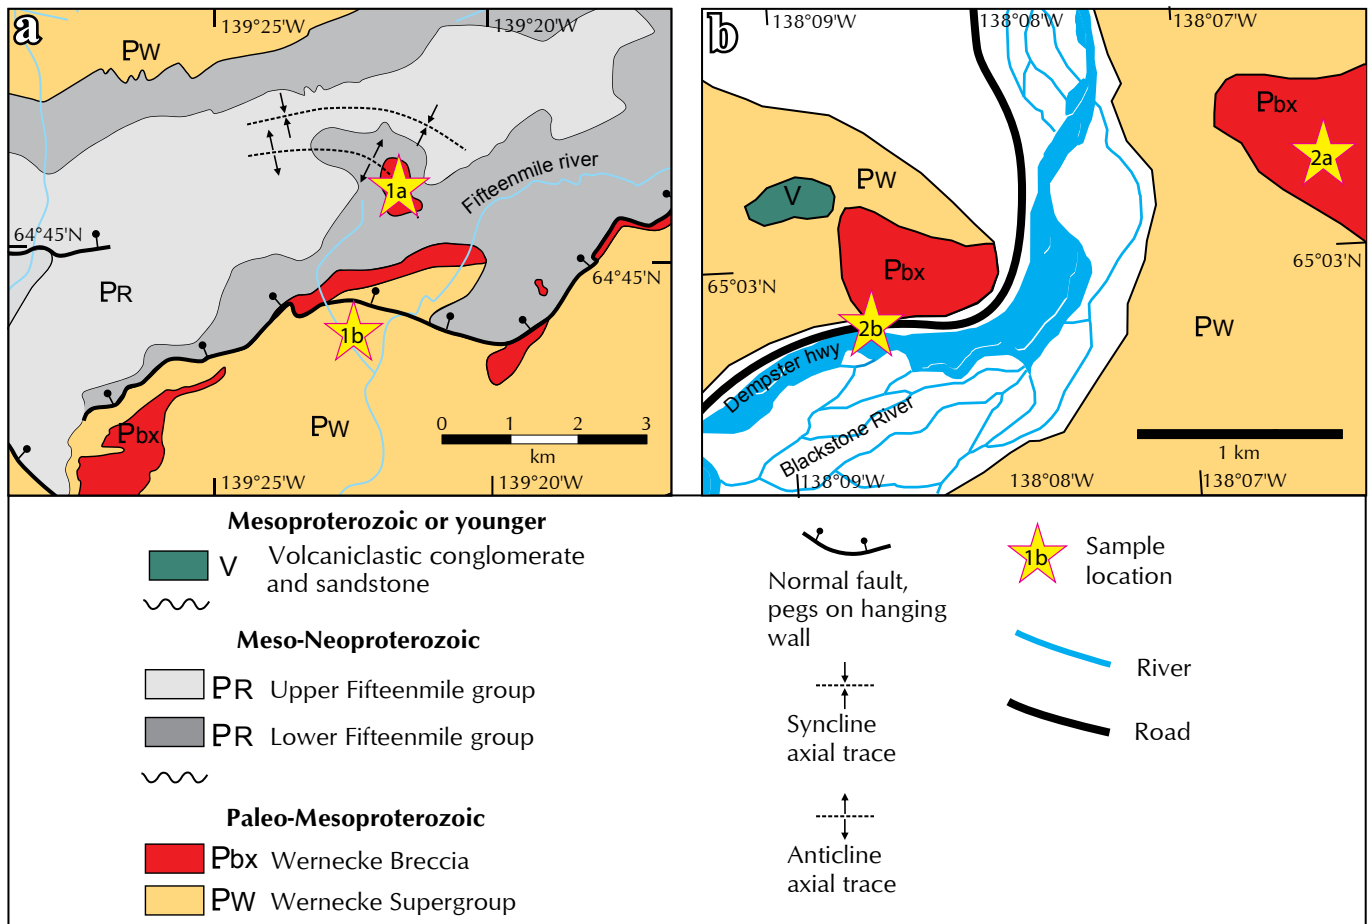 a
139°25'W
139°20'W
PW
1a
Fifteenmile river
64°45'N
64°45'N
PR
1b
Pbx
PW
0 1 2 3
km
139°25'W
139°20'W
b
138°09'W
138°08'W
138°07'W
Pbx
2a
PW
V
Pbx
65°03'N
65°03'N
2b
PW
Dempster hwy
Blackstone River
1 km
138°09'W
138°08'W
138°07'W
Mesoproterozoic or younger
V Volcaniclastic conglomerate
and sandstone
Meso-Neoproterozoic
PR Upper Fifteenmile group
PR Lower Fifteenmile group
Paleo-Mesoproterozoic
Pbx Wernecke Breccia
PW Wernecke Supergroup
Normal fault,
pegs on hanging
wall
Syncline
axial trace
Anticline
axial trace
1b
Sample
location
River
Road